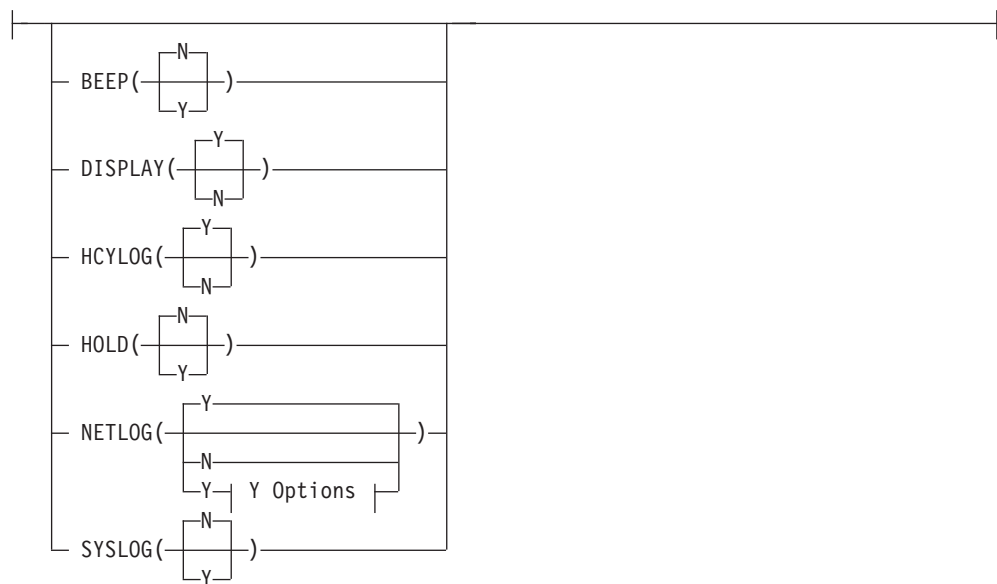 N
BEEP( )
Y
Y
DISPLAY( )
N
Y
HCYLOG( )
N
N
HOLD( )
Y
Y
NETLOG( )
N
Y Y Options
N
SYSLOG( )
Y